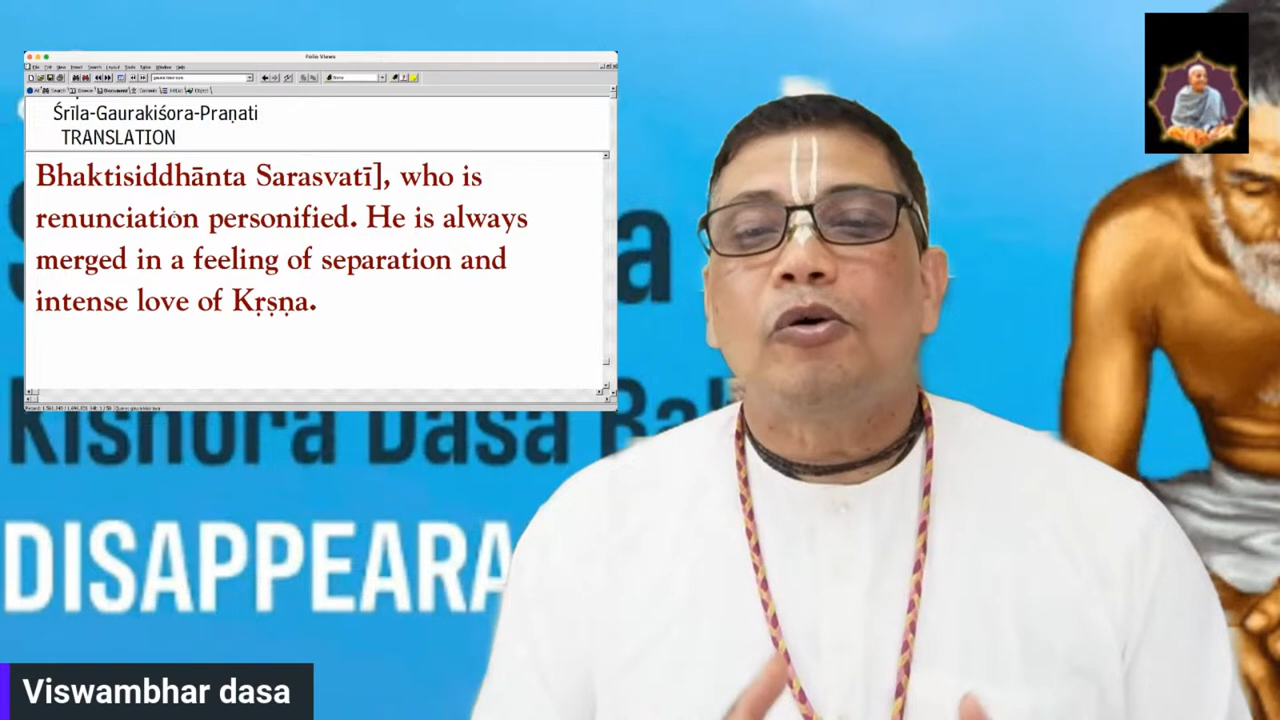 Folio Views
Śrīla-Gaurakiśora-Praṇati
TRANSLATION
Bhaktisiddhānta Sarasvatī], who is
renunciation personified. He is always
merged in a feeling of separation and
intense love of Kṛṣṇa.
Kishora Dasa Ba
DISAPPEARA
Viswambhar dasa